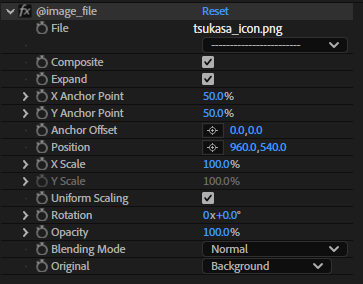 fx @image_file Reset
File tsukasa_icon.png
------------------------
Composite
Expand
X Anchor Point 50.0%
Y Anchor Point 50.0%
Anchor Offset 0.0,0.0
Position 960.0,540.0
X Scale 100.0%
Y Scale 100.0%
Uniform Scaling
Rotation 0x+0.0°
Opacity 100.0%
Blending Mode Normal
Original Background